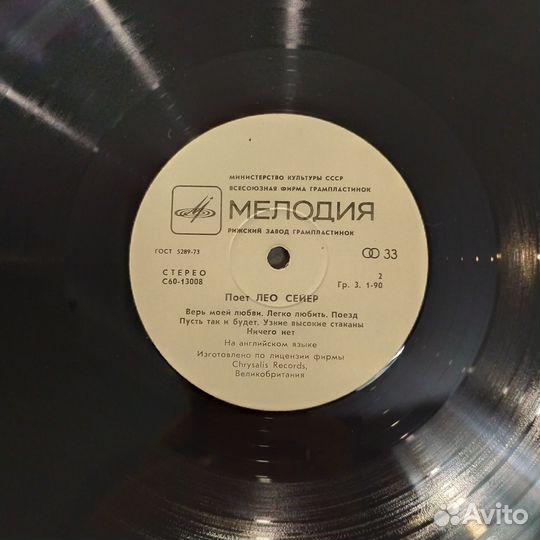 МИНИСТЕРСТВО КУЛЬТУРЫ СССР
ВСЕСОЮЗНАЯ ФИРМА ГРАМПЛАСТИНОК
МЕЛОДИЯ
РИЖСКИЙ ЗАВОД ГРАМПЛАСТИНОК
ГОСТ 5289-73
33
СТЕРЕО
С60-13008
2
Гр. 3. 1-90
Поет ЛЕО СЕЙЕР
Верь моей любви. Легко любить. Поезд
Пусть так и будет. Узкие высокие стаканы
Ничего нет
На английском языке
Изготовлено по лицензии фирмы
Chrysalis Records,
Великобритания
Avito